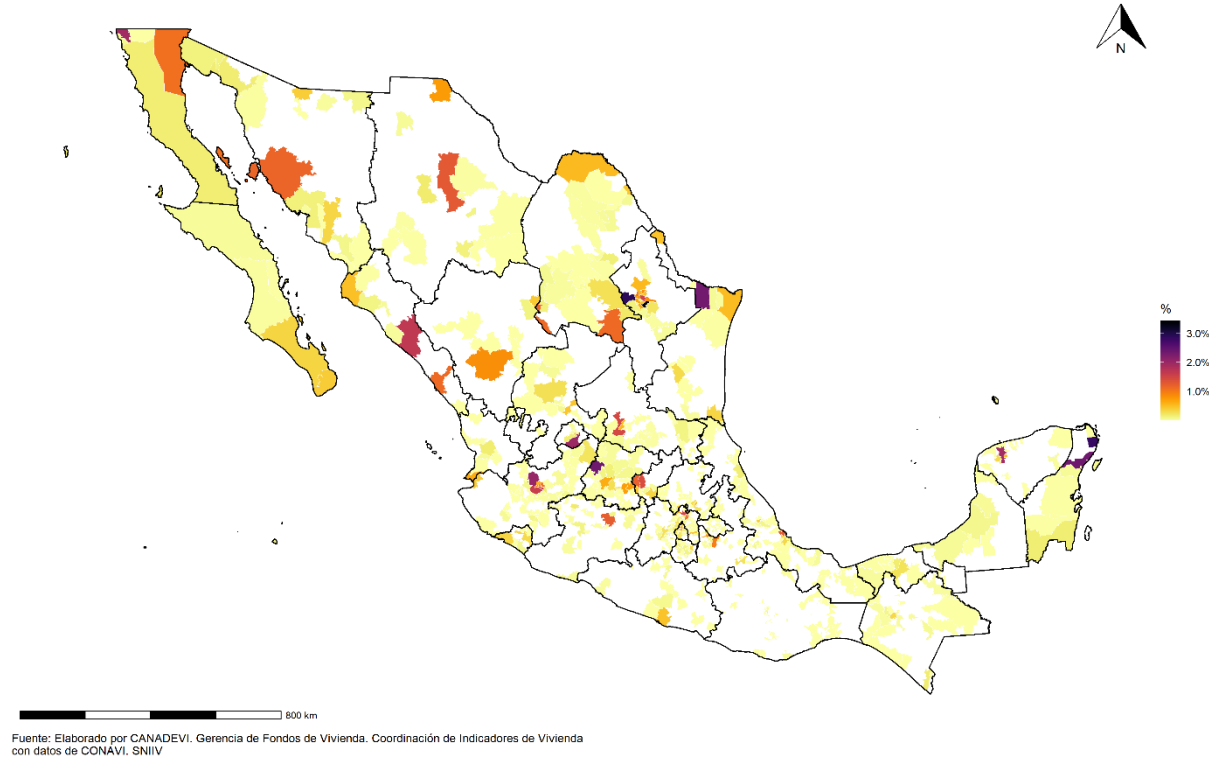 N
%
3.0%
2.0%
1.0%
800 km
Fuente: Elaborado por CANADEVI. Gerencia de Fondos de Vivienda. Coordinación de Indicadores de Vivienda
con datos de CONAVI. SNIIV